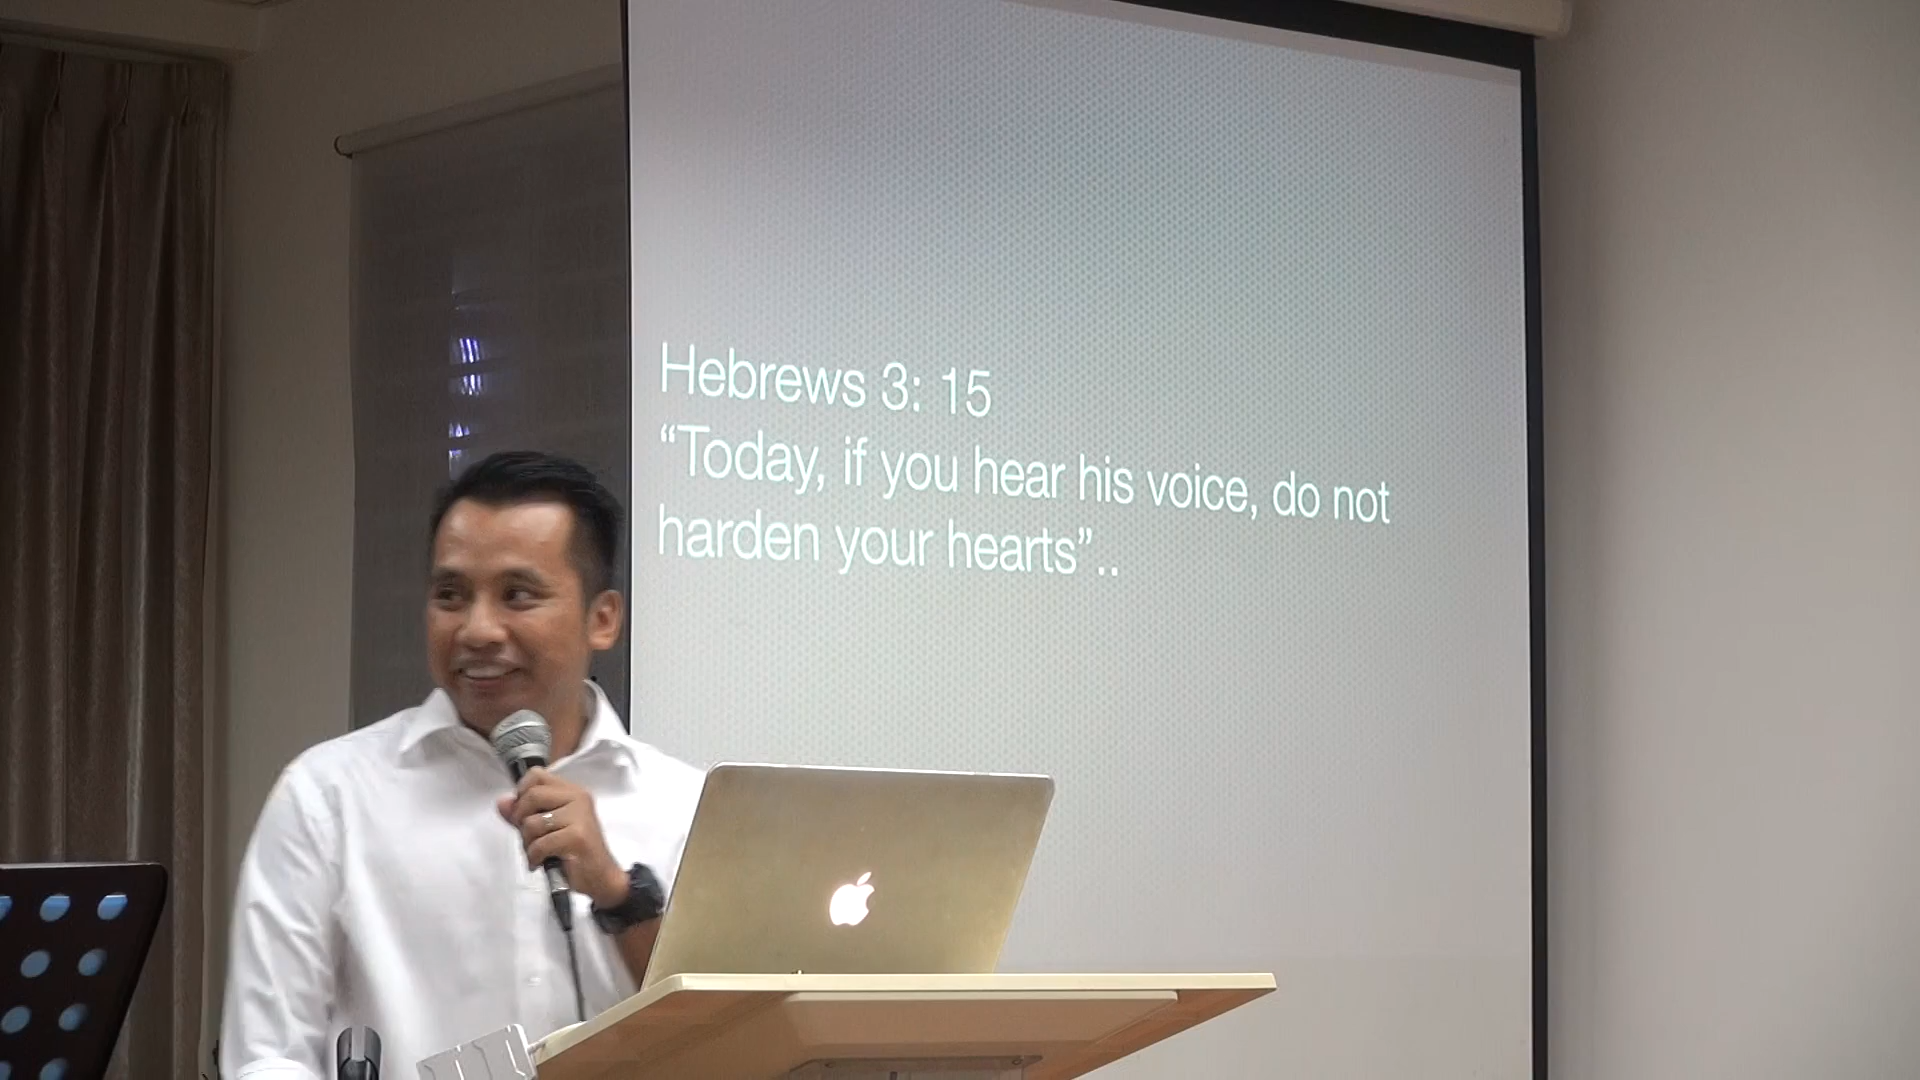 Hebrews 3: 15
“Today, if you hear his voice, do not
harden your hearts”..